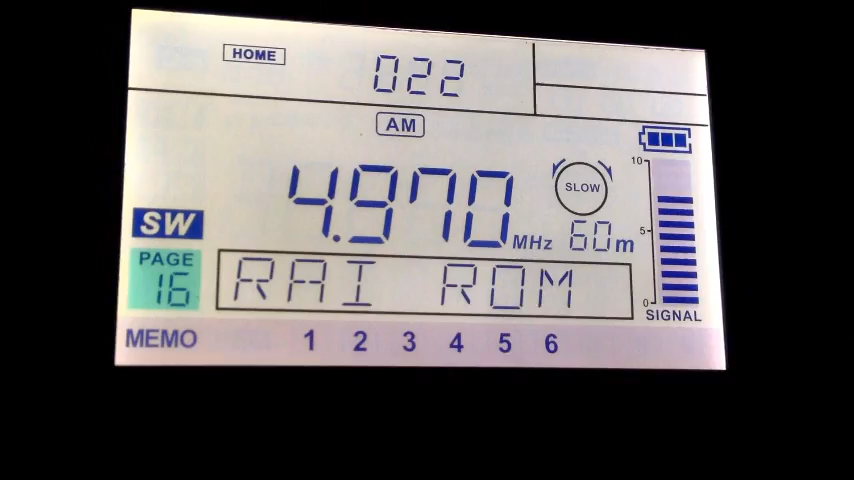 HOME 022
AM
10
SLOW
4.970 MHz 60m
5
SW
PAGE
16
RAI ROM
0
SIGNAL
MEMO 1 2 3 4 5 6